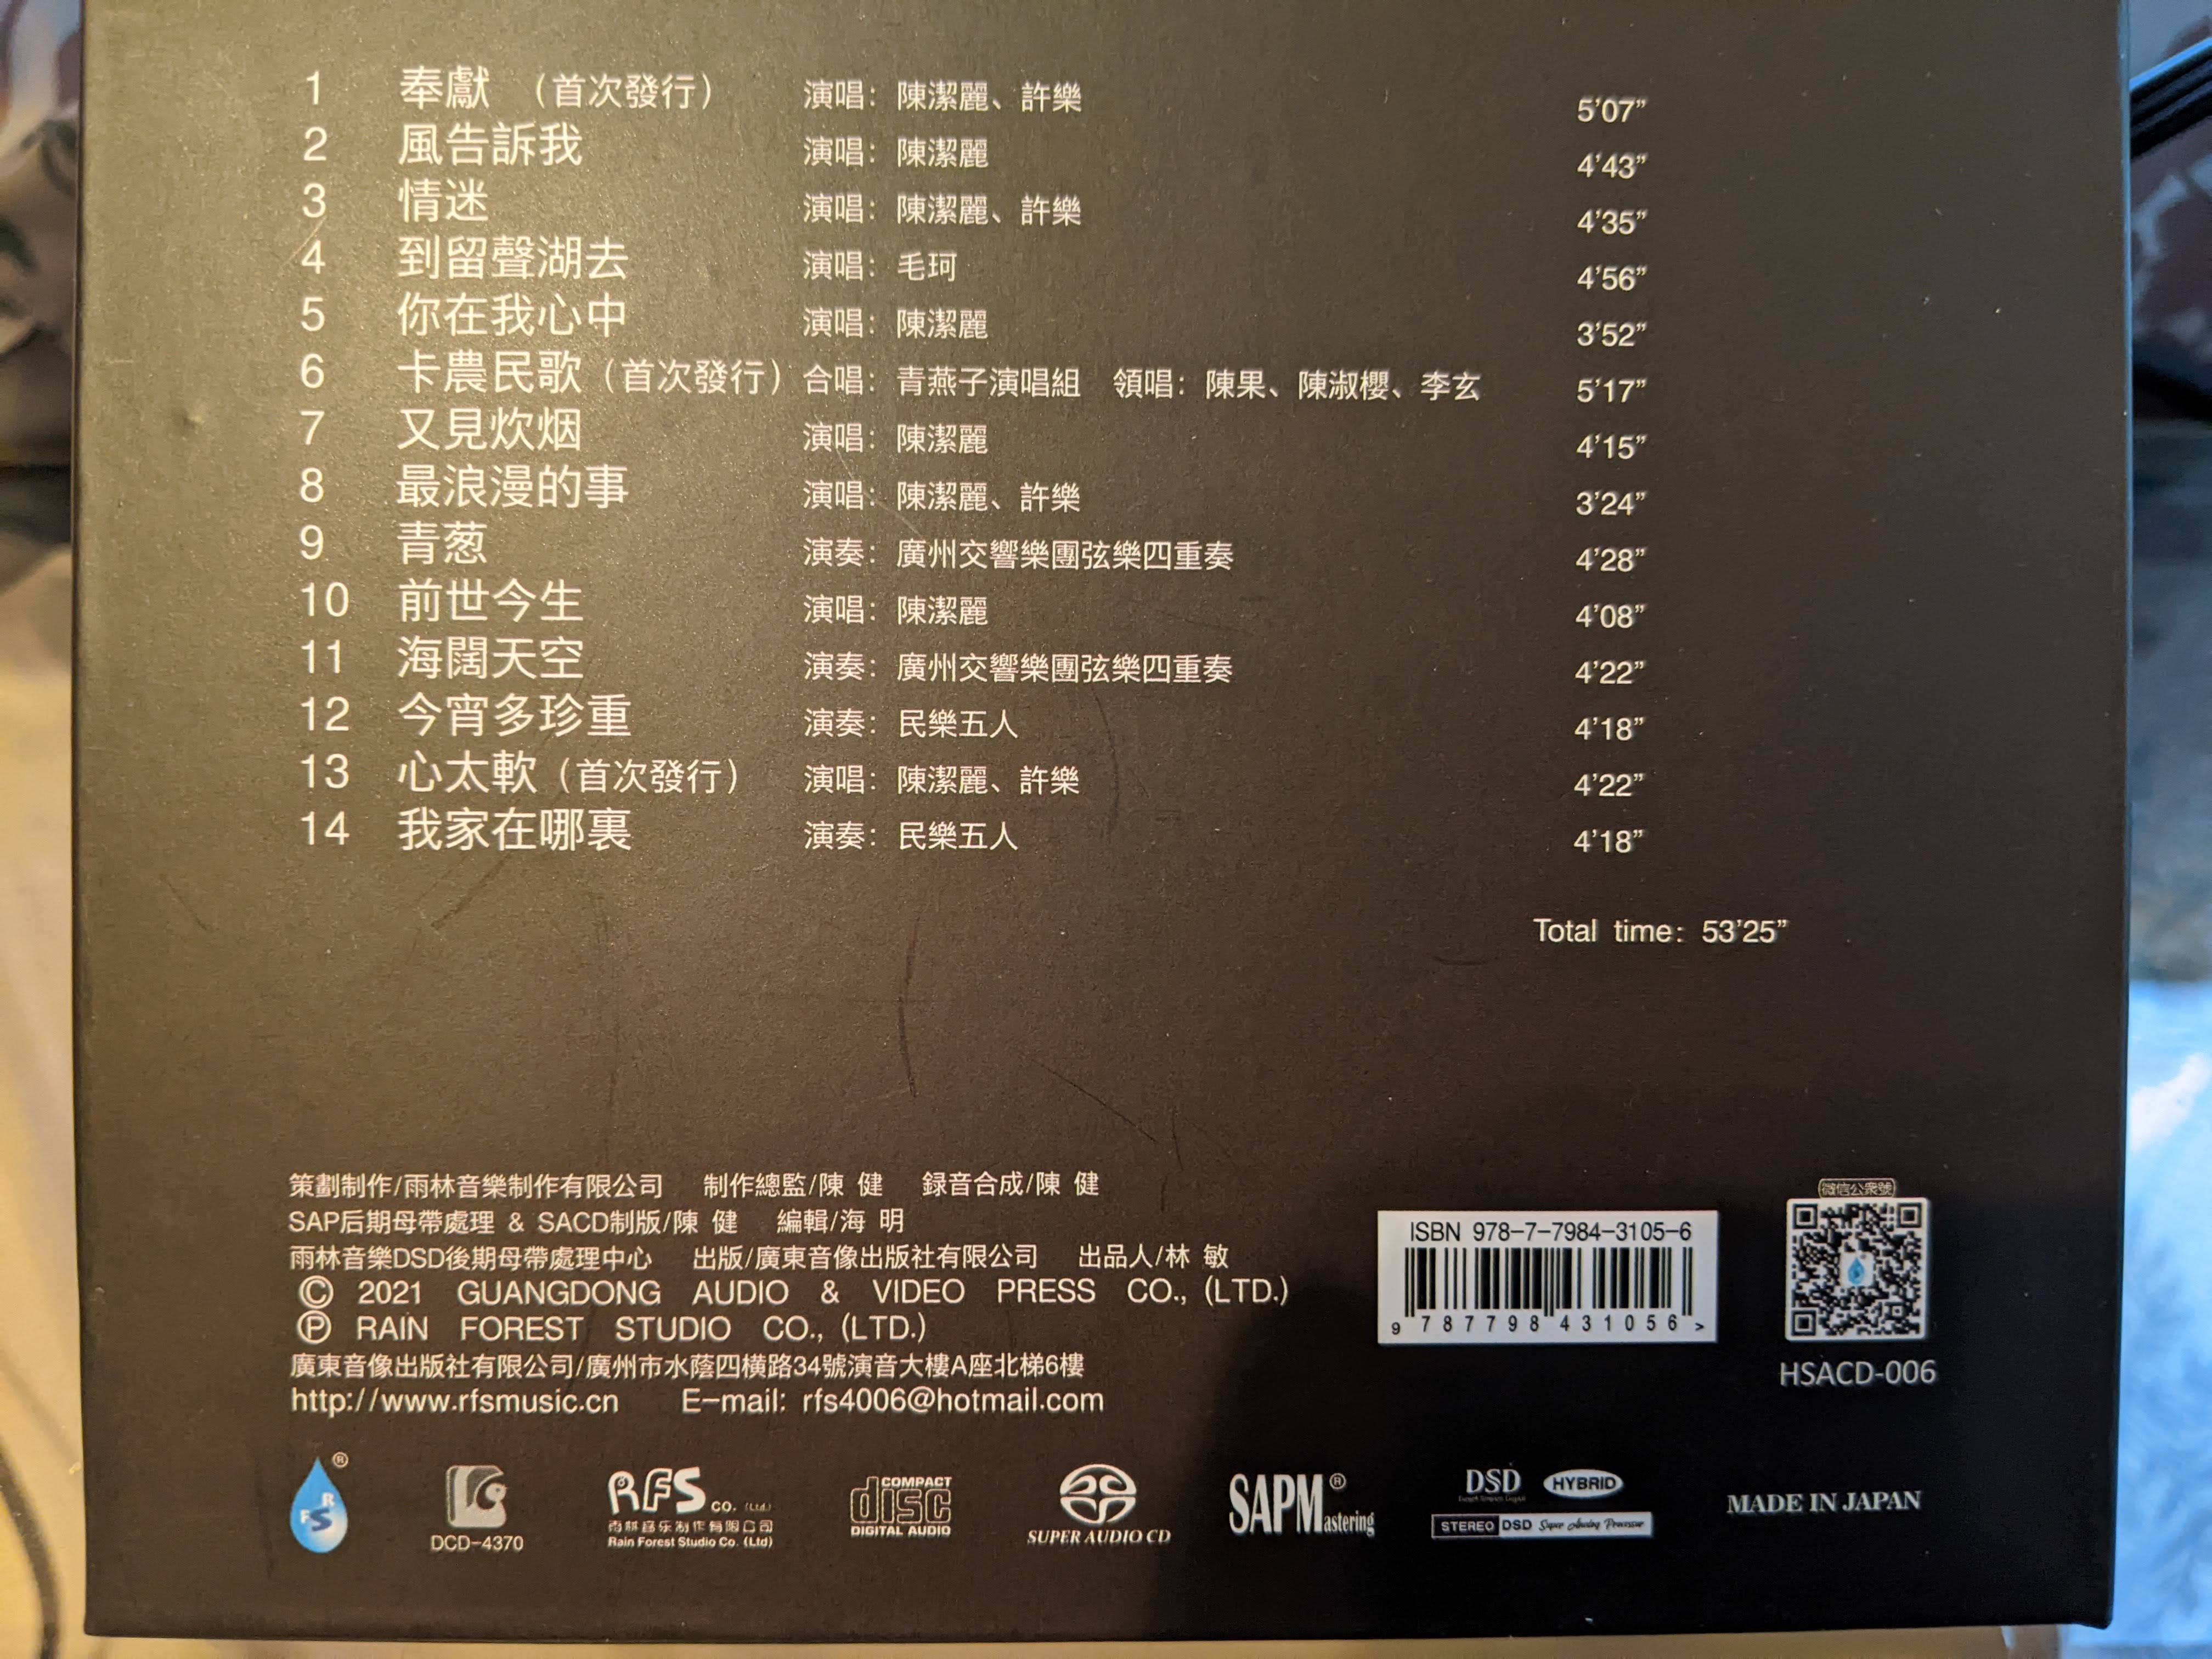 1 奉獻 （首次發行） 演唱：陳潔麗、許樂 5'07”
2 風告訴我 演唱：陳潔麗 4'43”
3 情迷 演唱：陳潔麗、許樂 4'35”
4 到留聲湖去 演唱：毛珂 4'56”
5 你在我心中 演唱：陳潔麗 3'52”
6 卡農民歌（首次發行） 合唱：青燕子演唱組 領唱：陳果、陳淑櫻、李玄 5'17”
7 又見炊烟 演唱：陳潔麗 4'15”
8 最浪漫的事 演唱：陳潔麗、許樂 3'24”
9 青葱 演奏：廣州交響樂團弦樂四重奏 4'28”
10 前世今生 演唱：陳潔麗 4'08”
11 海闊天空 演奏：廣州交響樂團弦樂四重奏 4'22”
12 今宵多珍重 演奏：民樂五人 4'18”
13 心太軟（首次發行） 演唱：陳潔麗、許樂 4'22”
14 我家在哪裏 演奏：民樂五人 4'18”
Total time: 53'25”
策劃制作/雨林音樂制作有限公司 制作總監/陳 健 録音合成/陳 健
SAP后期母帶處理 & SACD制版/陳 健 編輯/海 明
雨林音樂DSD後期母帶處理中心 出版/廣東音像出版社有限公司 出品人/林 敏
© 2021 GUANGDONG AUDIO & VIDEO PRESS CO., (LTD.)
℗ RAIN FOREST STUDIO CO., (LTD.)
廣東音像出版社有限公司/廣州市水蔭四横路34號演音大樓A座北梯6樓
http://www.rfsmusic.cn E-mail: rfs4006@hotmail.com
ISBN 978-7-7984-3105-6
9 787798 431056 >
微信公衆號
HSACD-006
RFS ®
DCD-4370
RFS CO. (Ltd.)
雨林音乐制作有限公司
Rain Forest Studio Co. (Ltd)
COMPACT
disc
DIGITAL AUDIO
SUPER AUDIO CD
SAPMastering ®
DSD HYBRID
Direct Stream Digital
STEREO DSD Super Analog Processor
MADE IN JAPAN